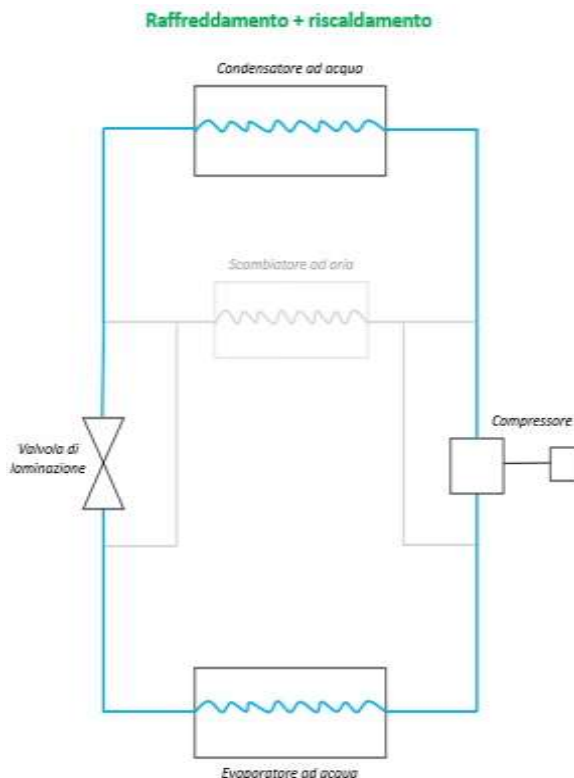 Raffreddamento + riscaldamento
Condensatore ad acqua
Scambiatore ad aria
Compressore
Valvola di
laminazione
Evaporatore ad acqua